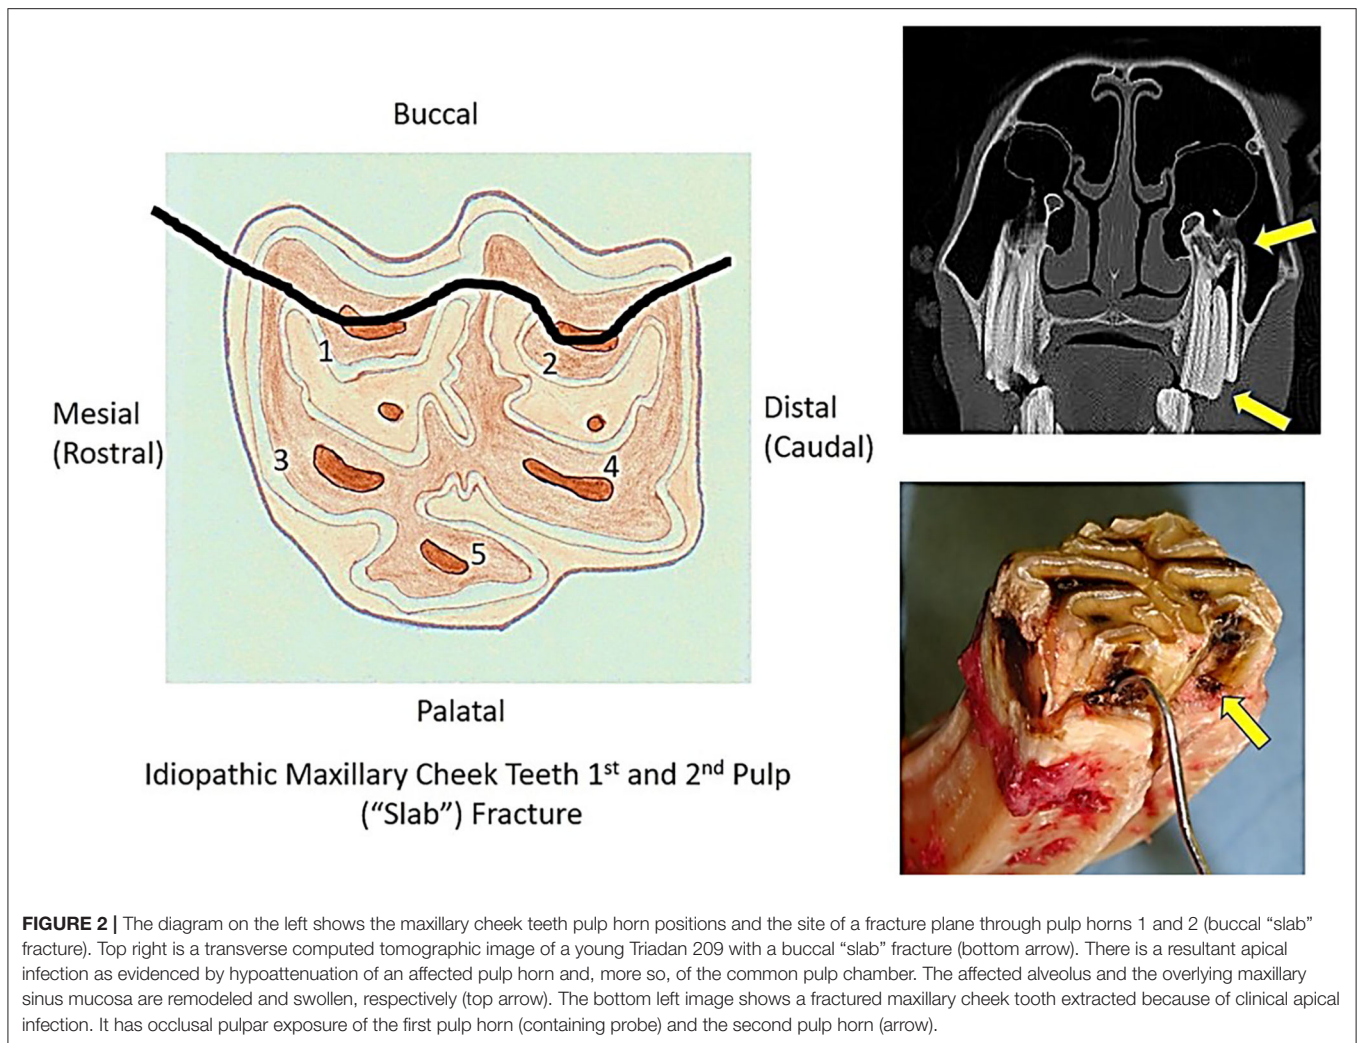 Buccal
1
2
Mesial
(Rostral)
Distal
(Caudal)
3
4
5
Palatal
Idiopathic Maxillary Cheek Teeth 1st and 2nd Pulp
(“Slab”) Fracture
FIGURE 2 | The diagram on the left shows the maxillary cheek teeth pulp horn positions and the site of a fracture plane through pulp horns 1 and 2 (buccal “slab”
fracture). Top right is a transverse computed tomographic image of a young Triadan 209 with a buccal “slab” fracture (bottom arrow). There is a resultant apical
infection as evidenced by hypoattenuation of an affected pulp horn and, more so, of the common pulp chamber. The affected alveolus and the overlying maxillary
sinus mucosa are remodeled and swollen, respectively (top arrow). The bottom left image shows a fractured maxillary cheek tooth extracted because of clinical apical
infection. It has occlusal pulpar exposure of the first pulp horn (containing probe) and the second pulp horn (arrow).